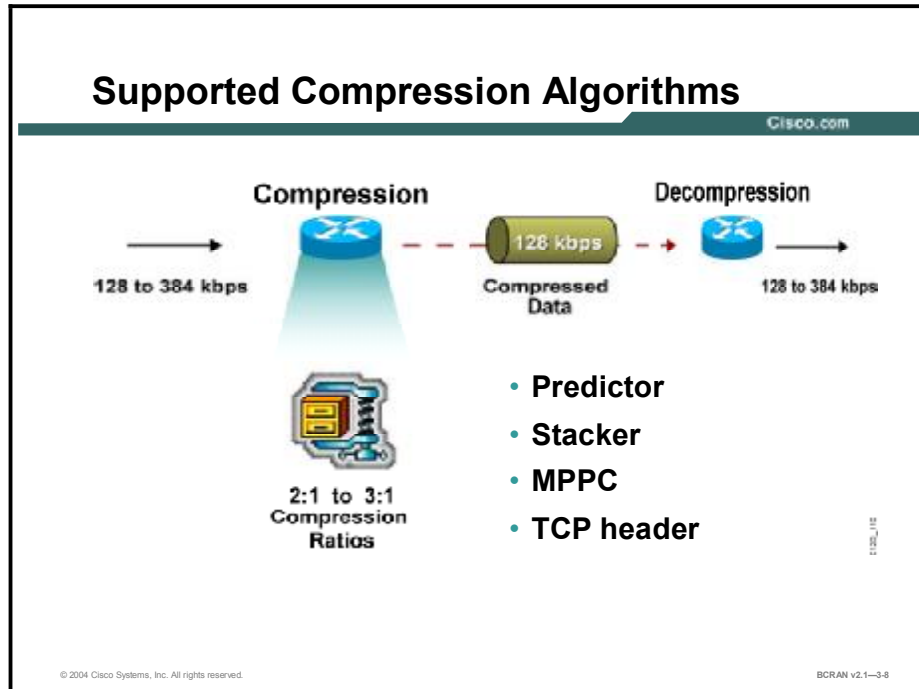 Supported Compression Algorithms
Cisco.com
Compression
Decompression
128 kbps
128 to 384 kbps
Compressed
Data
128 to 384 kbps
2:1 to 3:1
Compression
Ratios
• Predictor
• Stacker
• MPPC
• TCP header
© 2004 Cisco Systems, Inc. All rights reserved.
BCRAN v2.1—3-8